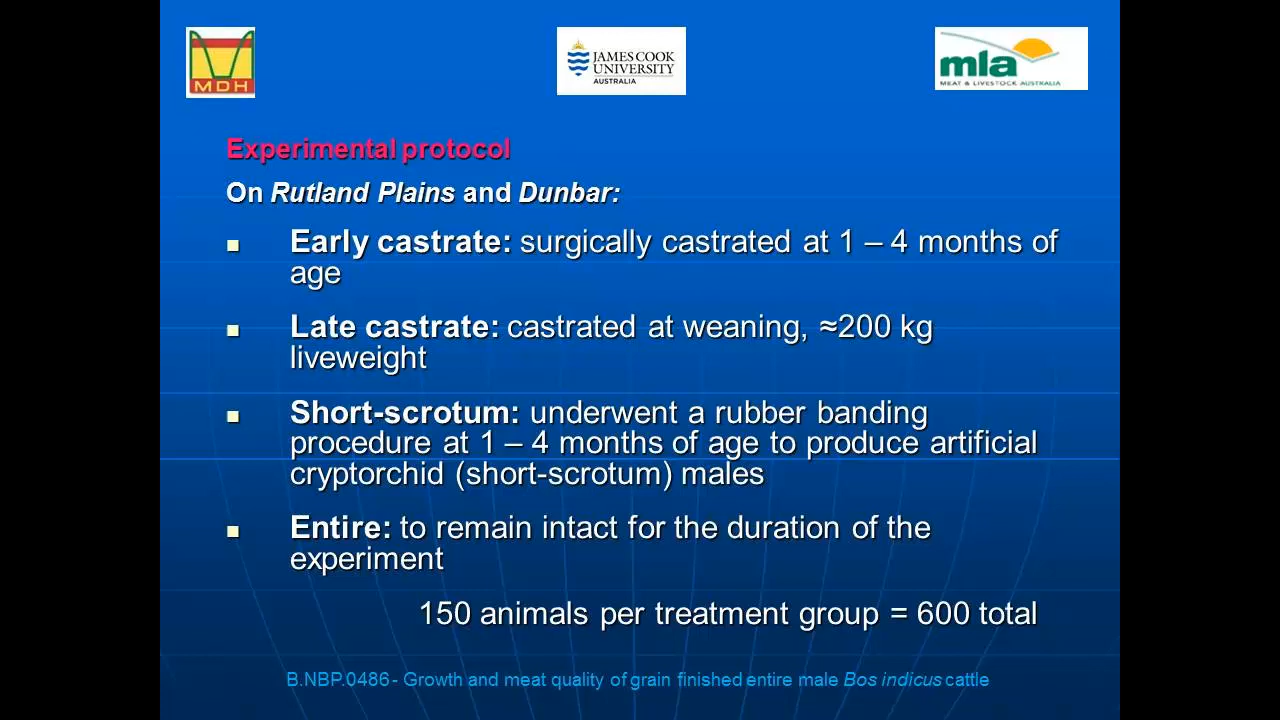 MDH
JAMES COOK
UNIVERSITY
AUSTRALIA
mla
MEAT & LIVESTOCK AUSTRALIA
Experimental protocol
On Rutland Plains and Dunbar:
Early castrate: surgically castrated at 1 – 4 months of
age
Late castrate: castrated at weaning, ≈200 kg
liveweight
Short-scrotum: underwent a rubber banding
procedure at 1 – 4 months of age to produce artificial
cryptorchid (short-scrotum) males
Entire: to remain intact for the duration of the
experiment
150 animals per treatment group = 600 total
B.NBP.0486 - Growth and meat quality of grain finished entire male Bos indicus cattle